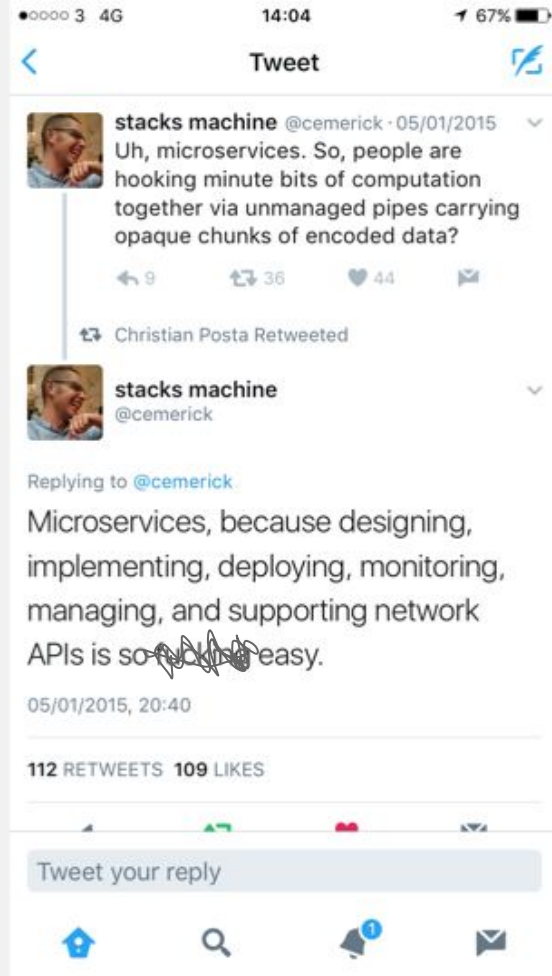 3 4G 14:04 67%
Tweet
stacks machine @cemerick · 05/01/2015
Uh, microservices. So, people are
hooking minute bits of computation
together via unmanaged pipes carrying
opaque chunks of encoded data?
9 36 44
Christian Posta Retweeted
stacks machine
@cemerick
Replying to @cemerick
Microservices, because designing,
implementing, deploying, monitoring,
managing, and supporting network
APIs is so easy.
05/01/2015, 20:40
112 RETWEETS 109 LIKES
Tweet your reply
1